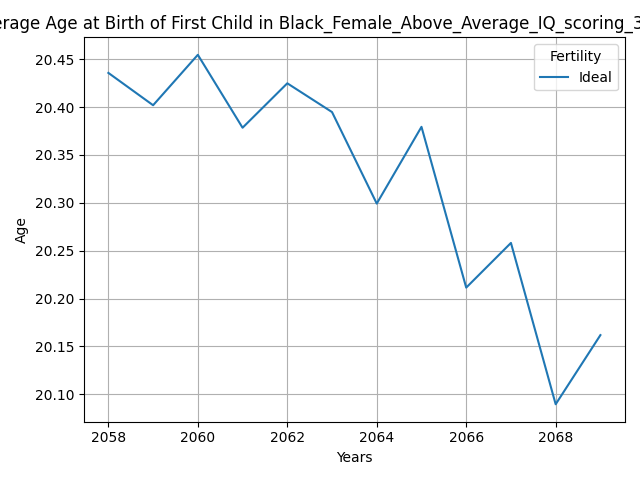 erage Age at Birth of First Child in Black_Female_Above_Average_IQ_scoring_3
Fertility
Ideal
20.45
20.40
20.35
20.30
20.25
20.20
20.15
20.10
Age
2058
2060
2062
2064
2066
2068
Years